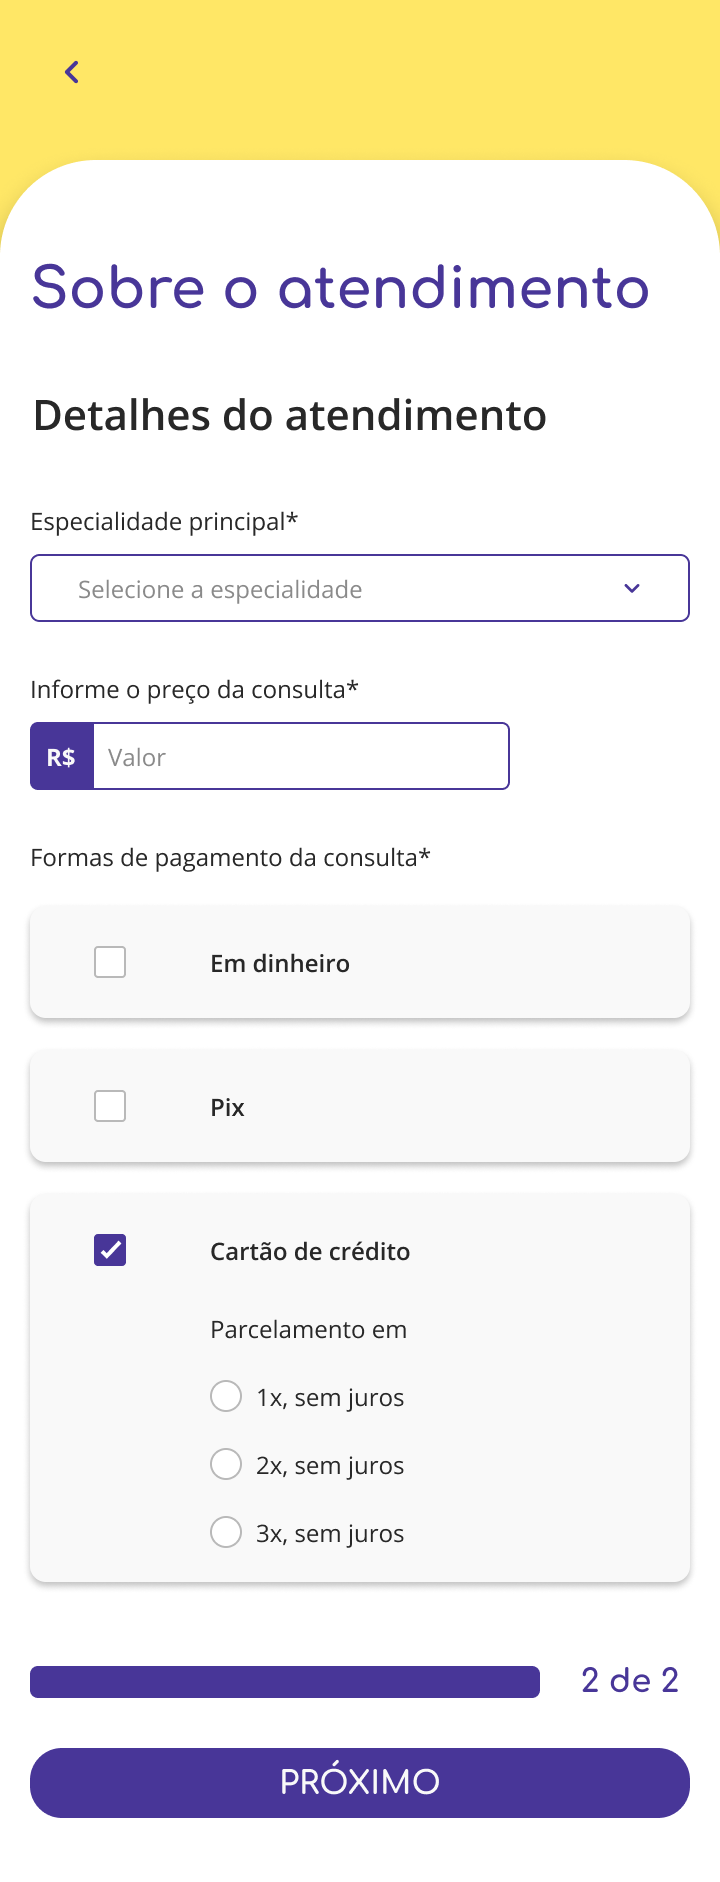 Sobre o atendimento
Detalhes do atendimento
Especialidade principal*
Selecione a especialidade
Informe o preço da consulta*
R$ Valor
Formas de pagamento da consulta*
Em dinheiro
Pix
Cartão de crédito
Parcelamento em
1x, sem juros
2x, sem juros
3x, sem juros
2 de 2
PRÓXIMO